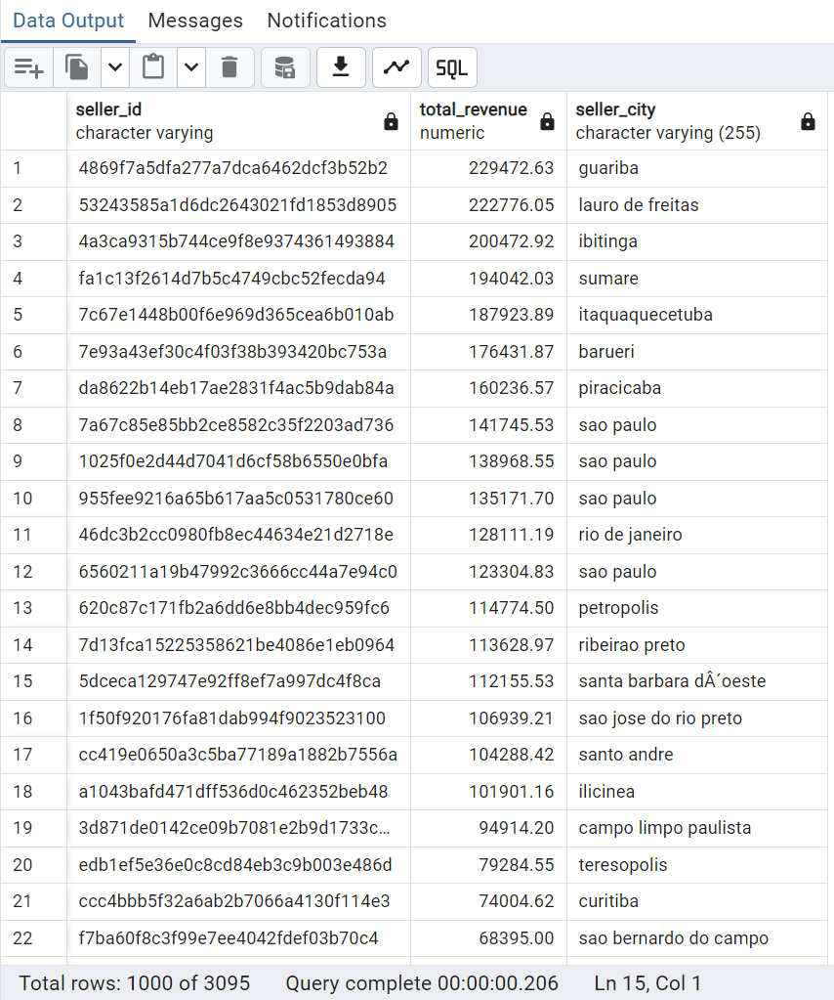 Data Output Messages Notifications
SQL
seller_id total_revenue seller_city
character varying numeric character varying (255)
1 4869f7a5dfa277a7dca6462dcf3b52b2 229472.63 guariba
2 53243585a1d6dc2643021fd1853d8905 222776.05 lauro de freitas
3 4a3ca9315b744ce9f8e9374361493884 200472.92 ibitinga
4 fa1c13f2614d7b5c4749cbc52fecda94 194042.03 sumare
5 7c67e1448b00f6e969d365cea6b010ab 187923.89 itaquaquecetuba
6 7e93a43ef30c4f03f38b393420bc753a 176431.87 barueri
7 da8622b14eb17ae2831f4ac5b9dab84a 160236.57 piracicaba
8 7a67c85e85bb2ce8582c35f2203ad736 141745.53 sao paulo
9 1025f0e2d44d7041d6cf58b6550e0bfa 138968.55 sao paulo
10 955fee9216a65b617aa5c0531780ce60 135171.70 sao paulo
11 46dc3b2cc0980fb8ec44634e21d2718e 128111.19 rio de janeiro
12 6560211a19b47992c3666cc44a7e94c0 123304.83 sao paulo
13 620c87c171fb2a6dd6e8bb4dec959fc6 114774.50 petropolis
14 7d13fca15225358621be4086e1eb0964 113628.97 ribeirao preto
15 5dceca129747e92ff8ef7a997dc4f8ca 112155.53 santa barbara dÂ´oeste
16 1f50f920176fa81dab994f9023523100 106939.21 sao jose do rio preto
17 cc419e0650a3c5ba77189a1882b7556a 104288.42 santo andre
18 a1043bafd471dff536d0c462352beb48 101901.16 ilicinea
19 3d871de0142ce09b7081e2b9d1733c... 94914.20 campo limpo paulista
20 edb1ef5e36e0c8cd84eb3c9b003e486d 79284.55 teresopolis
21 ccc4bbb5f32a6ab2b7066a4130f114e3 74004.62 curitiba
22 f7ba60f8c3f99e7ee4042fdef03b70c4 68395.00 sao bernardo do campo
Total rows: 1000 of 3095 Query complete 00:00:00.206 Ln 15, Col 1